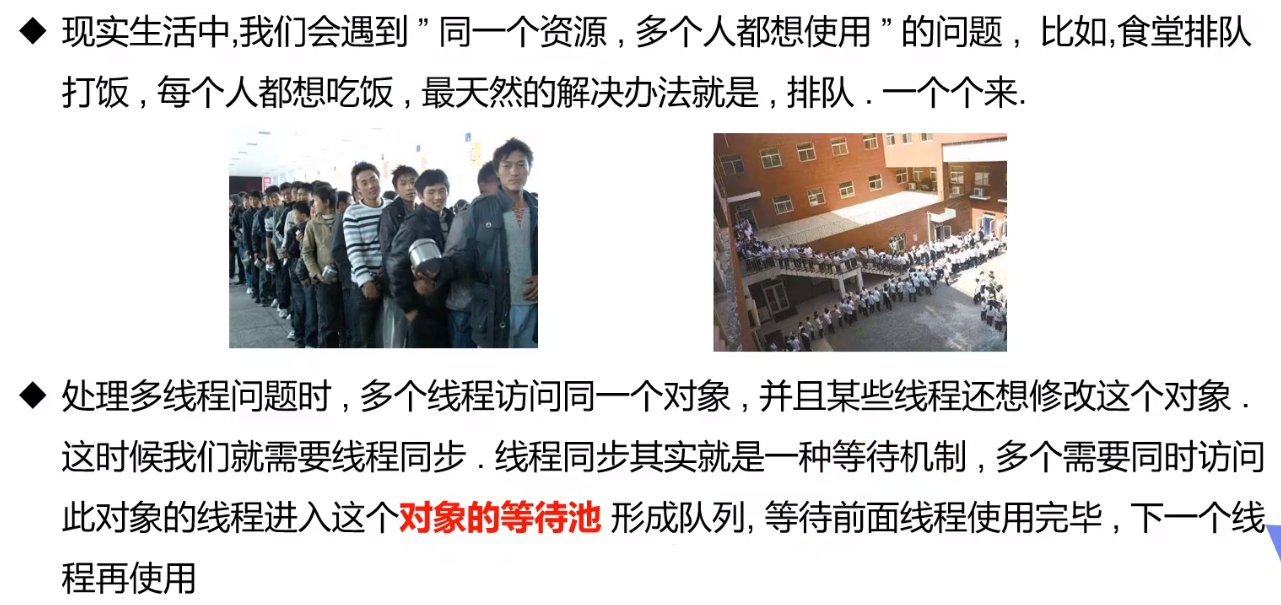 ◆ 现实生活中,我们会遇到 ” 同一个资源 , 多个人都想使用 ” 的问题 , 比如,食堂排队
打饭 , 每个人都想吃饭 , 最天然的解决办法就是 , 排队 . 一个个来.
◆ 处理多线程问题时 , 多个线程访问同一个对象 , 并且某些线程还想修改这个对象 .
这时候我们就需要线程同步 . 线程同步其实就是一种等待机制 , 多个需要同时访问
此对象的线程进入这个对象的等待池 形成队列, 等待前面线程使用完毕 , 下一个线
程再使用